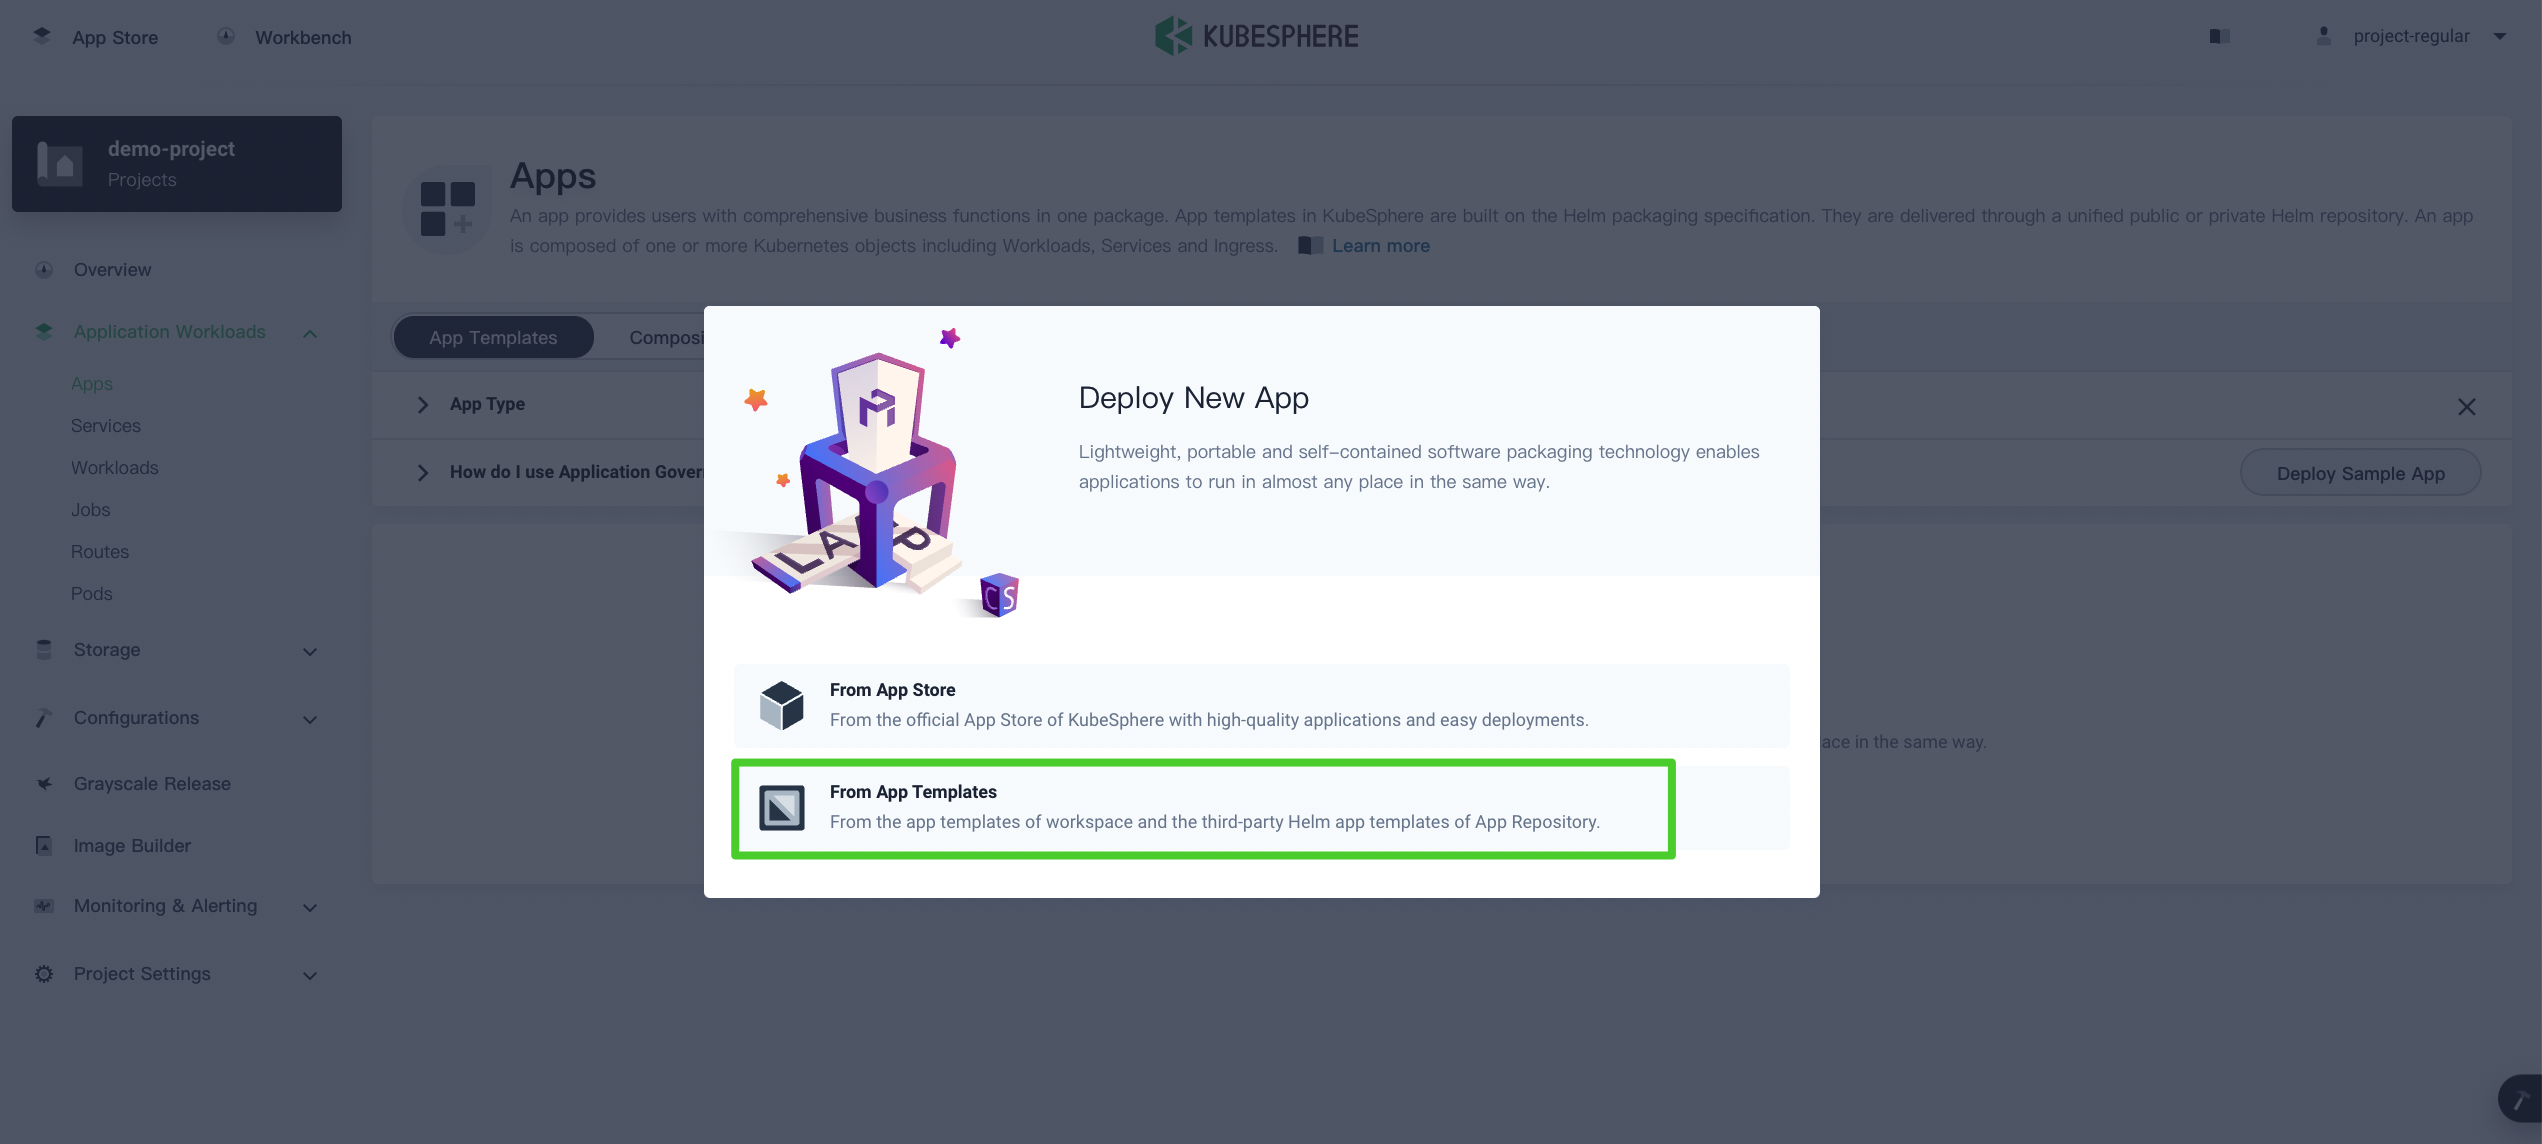 App Store
Workbench
KUBESPHERE
project-regular
demo-project
Projects
Overview
Application Workloads
Apps
Services
Workloads
Jobs
Routes
Pods
Storage
Configurations
Grayscale Release
Image Builder
Monitoring & Alerting
Project Settings
Apps
An app provides users with comprehensive business functions in one package. App templates in KubeSphere are built on the Helm packaging specification. They are delivered through a unified public or private Helm repository. An app
is composed of one or more Kubernetes objects including Workloads, Services and Ingress. Learn more
App Templates
App Type
How do I use Application
Deploy Sample App
in the same way.
Deploy New App
Lightweight, portable and self-contained software packaging technology enables
applications to run in almost any place in the same way.
CS
From App Store
From the official App Store of KubeSphere with high-quality applications and easy deployments.
From App Templates
From the app templates of workspace and the third-party Helm app templates of App Repository.